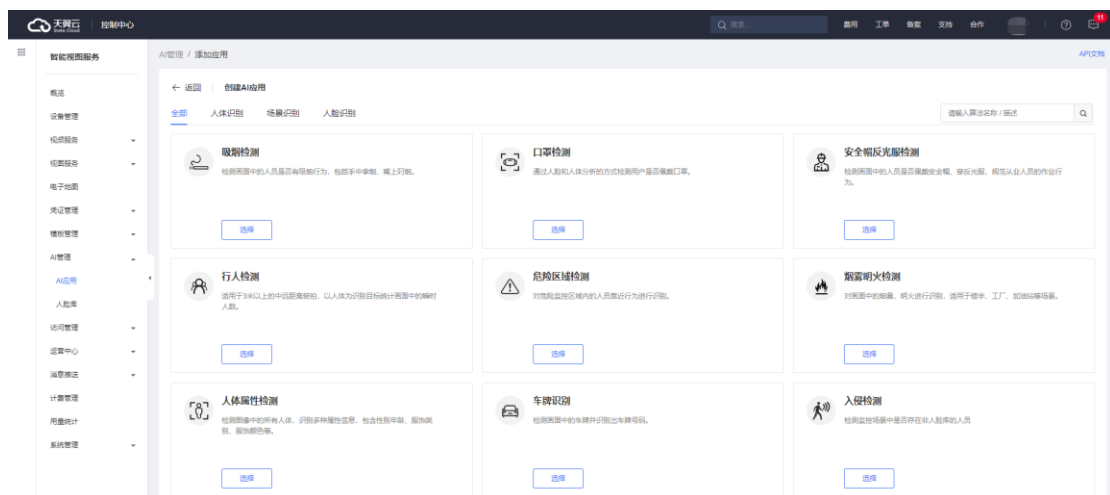 天翼云
State Cloud
控制中心
搜索
费用
工单
备案
支持
合作
11
智能视图服务
AI管理 / 添加应用
API文档
概览
设备管理
视频服务
视图服务
电子地图
凭证管理
模板管理
AI管理
AI应用
人脸库
访问管理
运营中心
消息推送
计费管理
用量统计
系统管理
← 返回
创建AI应用
全部
人体识别
场景识别
人脸识别
请输入算法名称 / 描述
吸烟检测
检测画面中的人员是否有吸烟行为，包括手中拿烟、嘴上叼烟。
选择
口罩检测
通过人脸和人体分析的方式检测用户是否佩戴口罩。
选择
安全帽反光服检测
检测画面中的人员是否佩戴安全帽、穿反光服，规范从业人员的作业行
为。
选择
行人检测
适用于3米以上的中远距离俯拍，以人体为识别目标统计画面中的瞬时
人数。
选择
危险区域检测
对危险监控区域内的人员靠近行为进行识别。
选择
烟雾明火检测
对画面中的烟雾、明火进行识别，适用于楼宇、工厂、加油站等场景。
选择
人体属性检测
检测图像中的所有人体，识别多种属性信息，包含性别年龄、服饰类
别、服饰颜色等。
选择
车牌识别
检测画面中的车牌并识别出车牌号码。
选择
入侵检测
检测监控场景中是否存在非人脸库的人员
选择